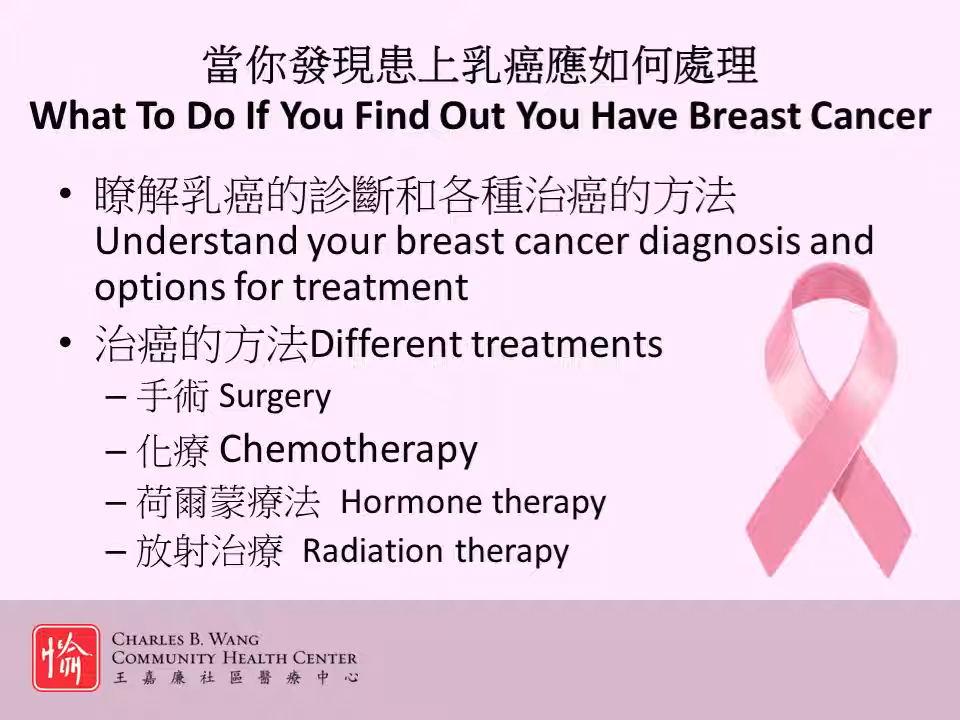 當你發現患上乳癌應如何處理
What To Do If You Find Out You Have Breast Cancer
• 瞭解乳癌的診斷和各種治癌的方法
Understand your breast cancer diagnosis and
options for treatment
• 治癌的方法Different treatments
– 手術 Surgery
– 化療 Chemotherapy
– 荷爾蒙療法 Hormone therapy
– 放射治療 Radiation therapy
愉
CHARLES B. WANG
COMMUNITY HEALTH CENTER
王嘉廉社區醫療中心